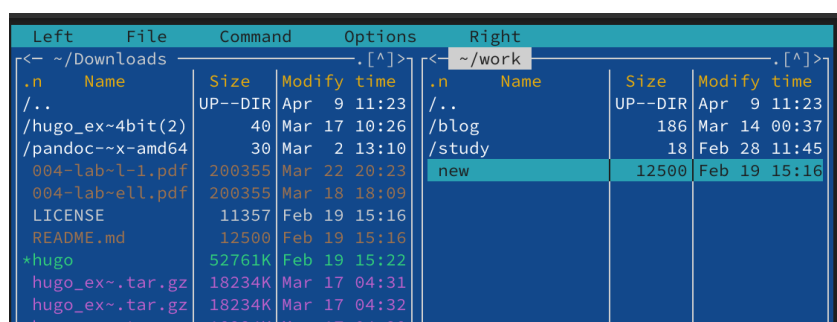 Left File Command Options Right
<─ ~/Downloads ─.[^]>
.n Name Size Modify time
/.. UP--DIR Apr 9 11:23
/hugo_ex~4bit(2) 40 Mar 17 10:26
/pandoc-~x-amd64 30 Mar 2 13:10
004-lab~l-1.pdf 200355 Mar 22 20:23
004-lab~ell.pdf 200355 Mar 18 18:09
LICENSE 11357 Feb 19 15:16
README.md 12500 Feb 19 15:16
*hugo 52761K Feb 19 15:22
hugo_ex~.tar.gz 18234K Mar 17 04:31
hugo_ex~.tar.gz 18234K Mar 17 04:32
<─ ~/work ─.[^]>
.n Name Size Modify time
/.. UP--DIR Apr 9 11:23
/blog 186 Mar 14 00:37
/study 18 Feb 28 11:45
new 12500 Feb 19 15:16